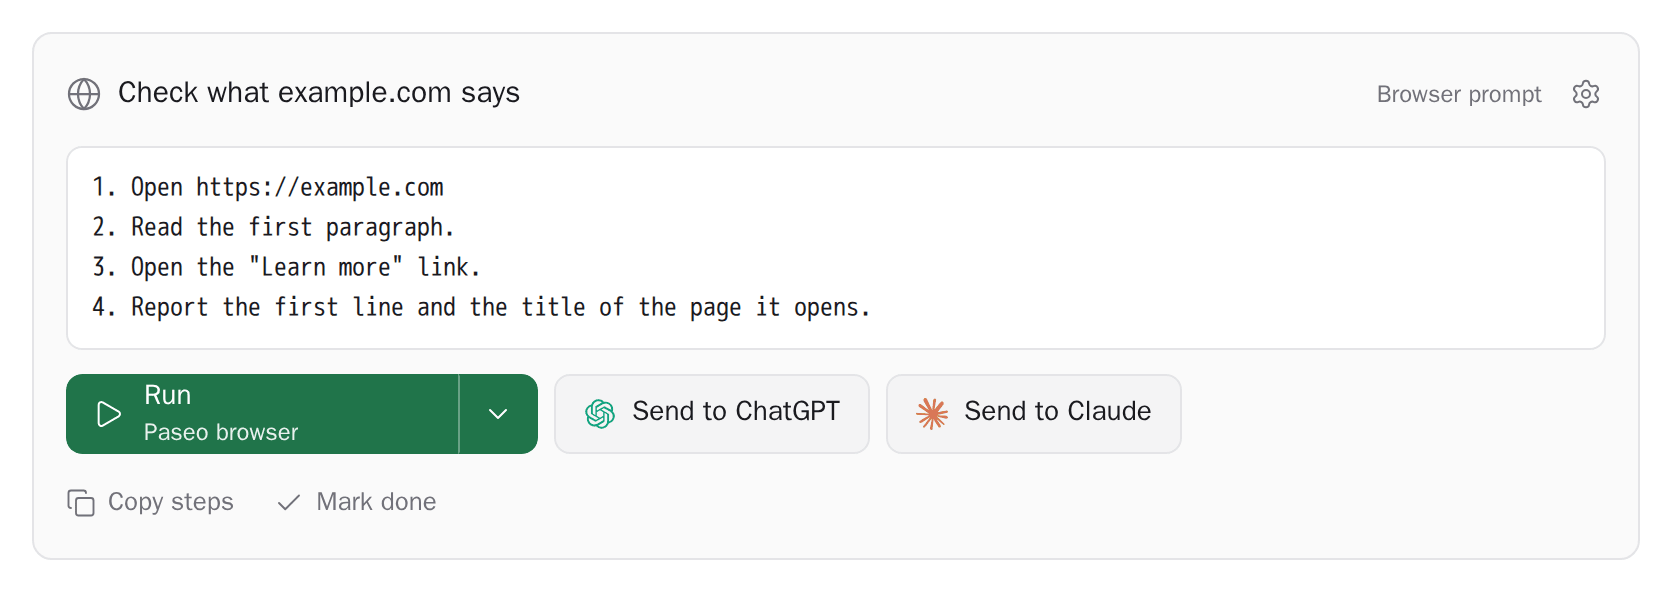 Check what example.com says
Browser prompt
1. Open https://example.com
2. Read the first paragraph.
3. Open the "Learn more" link.
4. Report the first line and the title of the page it opens.
Run
Paseo browser
Send to ChatGPT
Send to Claude
Copy steps
Mark done